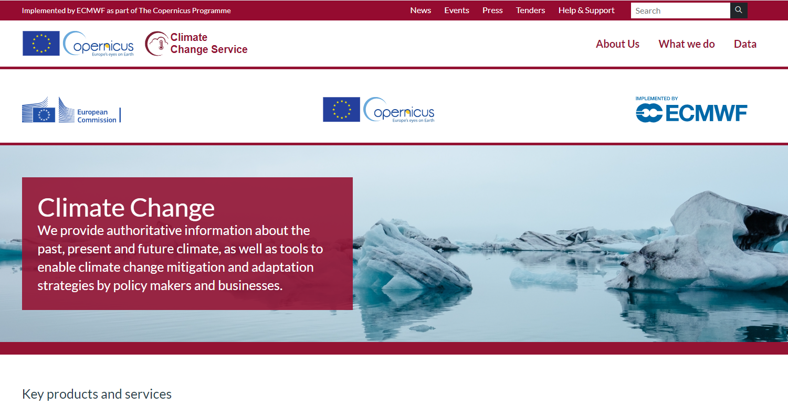 Implemented by ECMWF as part of The Copernicus Programme
News Events Press Tenders Help & Support Search
opernicus
Europe's eyes on Earth
Climate
Change Service
About Us What we do Data
European
Commission
opernicus
Europe's eyes on Earth
IMPLEMENTED BY
ECMWF
Climate Change
We provide authoritative information about the
past, present and future climate, as well as tools to
enable climate change mitigation and adaptation
strategies by policy makers and businesses.
Key products and services